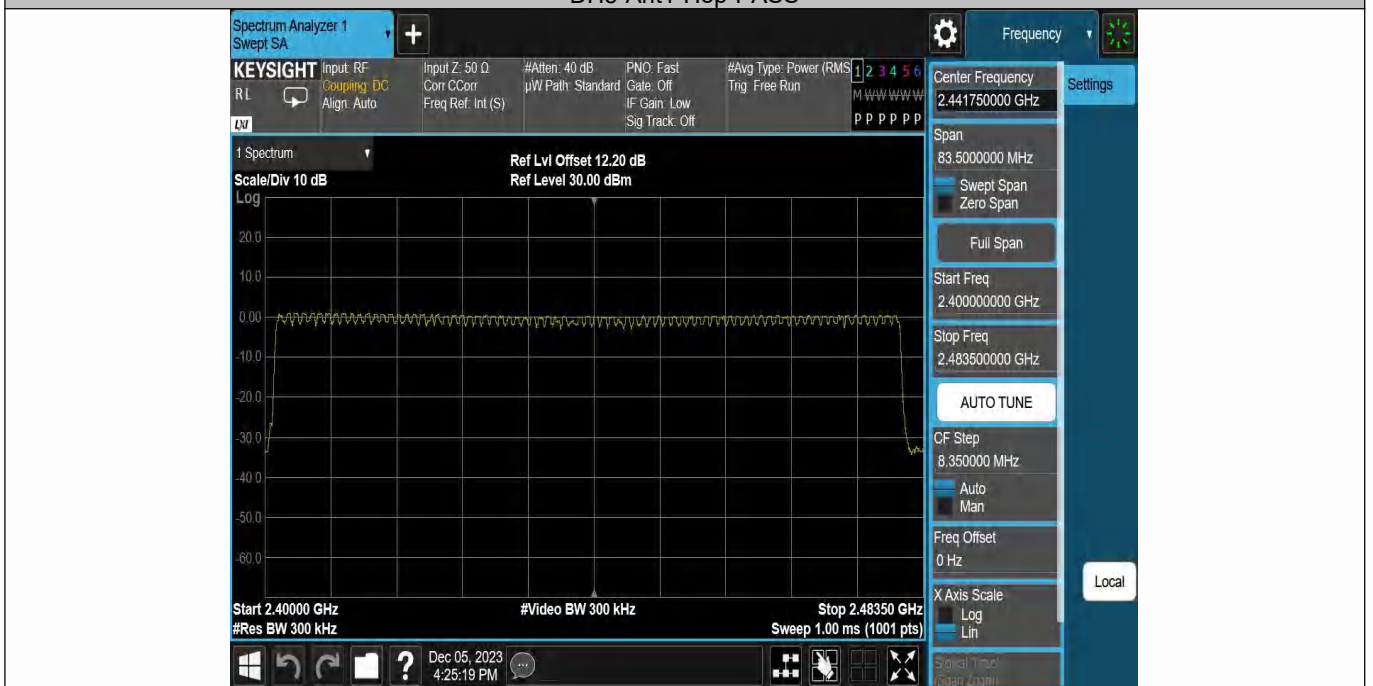 DH5 Ant1 Hop PASS
Spectrum Analyzer 1
Swept SA
+
Frequency
KEYSIGHT
RL
LXI
Input: RF
Coupling: DC
Align: Auto
Input Z: 50 Ω
Corr CCorr
Freq Ref: Int (S)
#Atten: 40 dB
µW Path: Standard
PNO: Fast
Gate: Off
IF Gain: Low
Sig Track: Off
#Avg Type: Power (RMS
Trig: Free Run
1 2 3 4 5 6
M W W W W W
P P P P P P
Center Frequency
2.441750000 GHz
Settings
Span
83.5000000 MHz
Swept Span
Zero Span
Full Span
Start Freq
2.400000000 GHz
Stop Freq
2.483500000 GHz
AUTO TUNE
CF Step
8.350000 MHz
Auto
Man
Freq Offset
0 Hz
X Axis Scale
Log
Lin
Signal Track
(Span Zoom)
Local
1 Spectrum
Scale/Div 10 dB
Ref Lvl Offset 12.20 dB
Ref Level 30.00 dBm
Log
20.0
10.0
0.00
-10.0
-20.0
-30.0
-40.0
-50.0
-60.0
Start 2.40000 GHz
#Video BW 300 kHz
Stop 2.48350 GHz
#Res BW 300 kHz
Sweep 1.00 ms (1001 pts)
?
Dec 05, 2023
4:25:19 PM